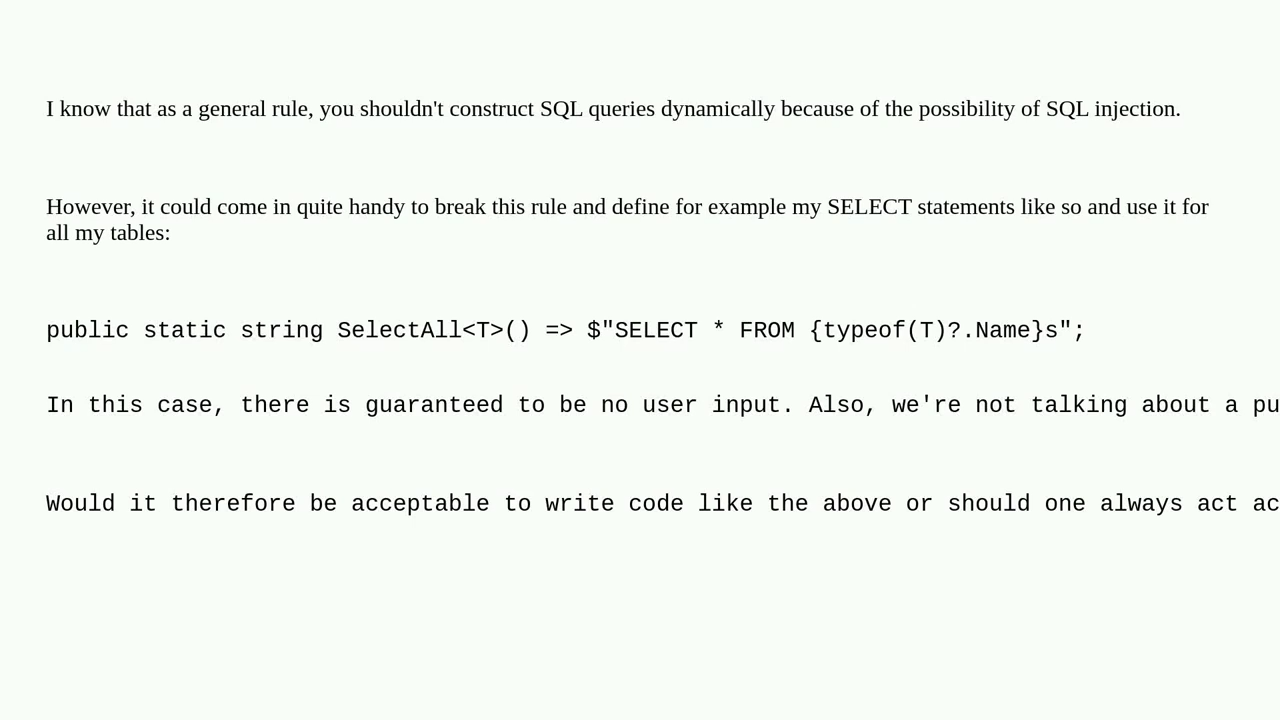 I know that as a general rule, you shouldn't construct SQL queries dynamically because of the possibility of SQL injection.
However, it could come in quite handy to break this rule and define for example my SELECT statements like so and use it for
all my tables:
public static string SelectAll<T>() => $"SELECT * FROM {typeof(T)?.Name}s";
In this case, there is guaranteed to be no user input. Also, we're not talking about a pu
Would it therefore be acceptable to write code like the above or should one always act ac